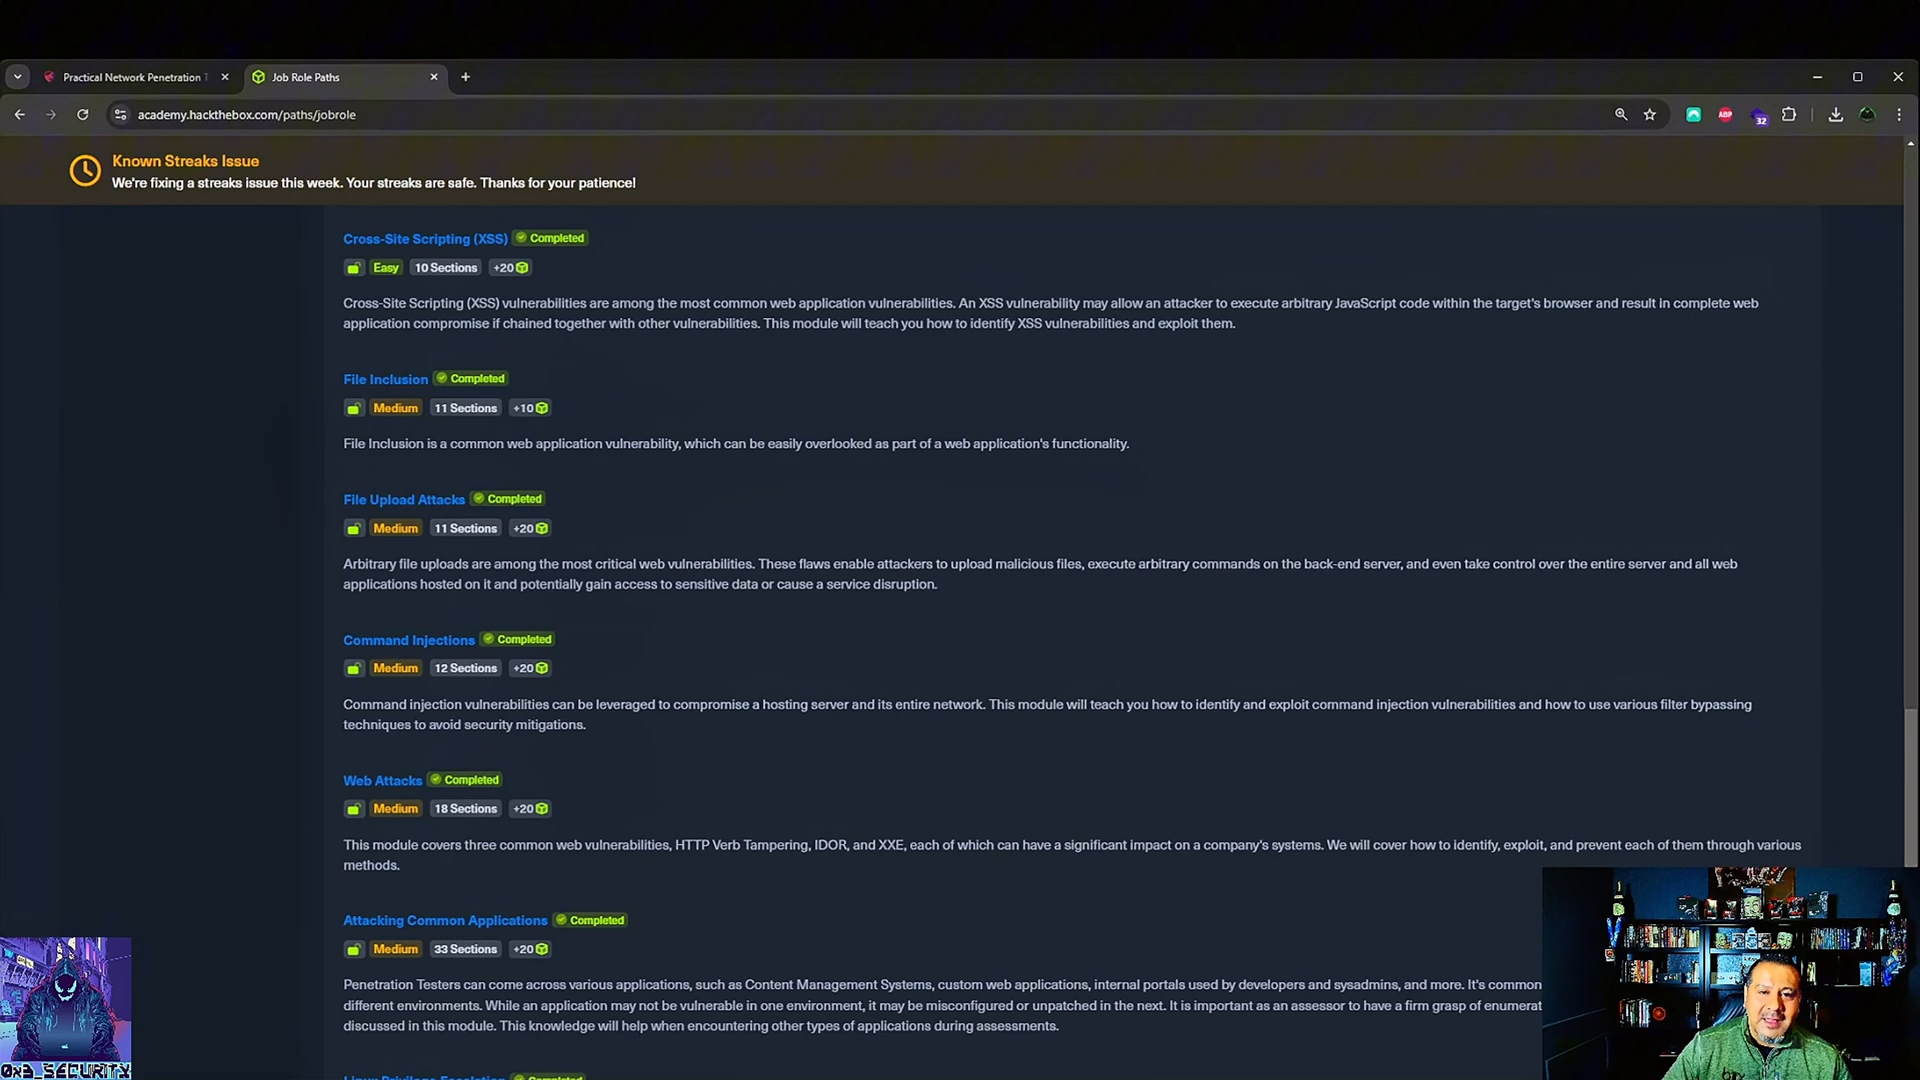 Practical Network Penetration T
Job Role Paths
academy.hackthebox.com/paths/jobrole
ABP
32
Known Streaks Issue
We're fixing a streaks issue this week. Your streaks are safe. Thanks for your patience!
Cross-Site Scripting (XSS) Completed
Easy 10 Sections +20
Cross-Site Scripting (XSS) vulnerabilities are among the most common web application vulnerabilities. An XSS vulnerability may allow an attacker to execute arbitrary JavaScript code within the target's browser and result in complete web
application compromise if chained together with other vulnerabilities. This module will teach you how to identify XSS vulnerabilities and exploit them.
File Inclusion Completed
Medium 11 Sections +10
File Inclusion is a common web application vulnerability, which can be easily overlooked as part of a web application's functionality.
File Upload Attacks Completed
Medium 11 Sections +20
Arbitrary file uploads are among the most critical web vulnerabilities. These flaws enable attackers to upload malicious files, execute arbitrary commands on the back-end server, and even take control over the entire server and all web
applications hosted on it and potentially gain access to sensitive data or cause a service disruption.
Command Injections Completed
Medium 12 Sections +20
Command injection vulnerabilities can be leveraged to compromise a hosting server and its entire network. This module will teach you how to identify and exploit command injection vulnerabilities and how to use various filter bypassing
techniques to avoid security mitigations.
Web Attacks Completed
Medium 18 Sections +20
This module covers three common web vulnerabilities, HTTP Verb Tampering, IDOR, and XXE, each of which can have a significant impact on a company's systems. We will cover how to identify, exploit, and prevent each of them through various
methods.
Attacking Common Applications Completed
Medium 33 Sections +20
Penetration Testers can come across various applications, such as Content Management Systems, custom web applications, internal portals used by developers and sysadmins, and more. It's common
different environments. While an application may not be vulnerable in one environment, it may be misconfigured or unpatched in the next. It is important as an assessor to have a firm grasp of enumerat
discussed in this module. This knowledge will help when encountering other types of applications during assessments.
Linux Privilege Escalation Completed
0x3_SECURITY